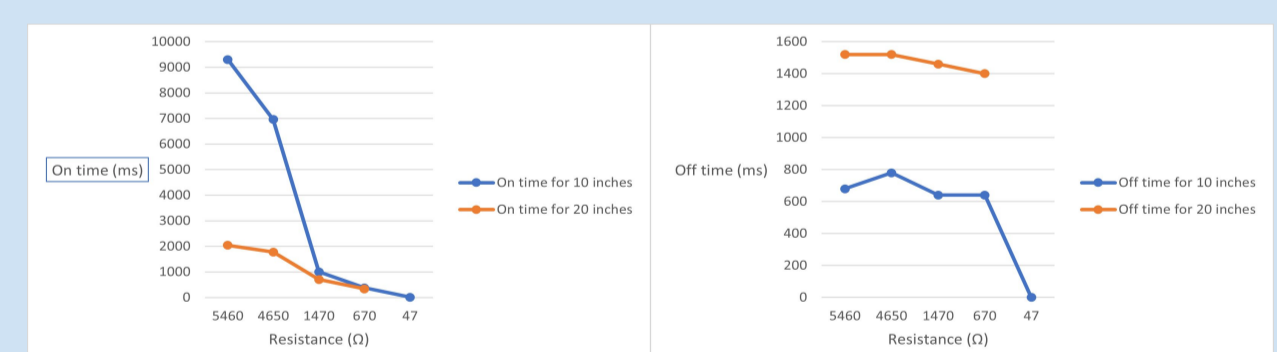 10000
9000
8000
7000
6000
5000
4000
3000
2000
1000
0
On time (ms)
5460 4650 1470 670 47
Resistance (Ω)
On time for 10 inches
On time for 20 inches
1600
1400
1200
1000
800
600
400
200
0
Off time (ms)
5460 4650 1470 670 47
Resistance (Ω)
Off time for 10 inches
Off time for 20 inches